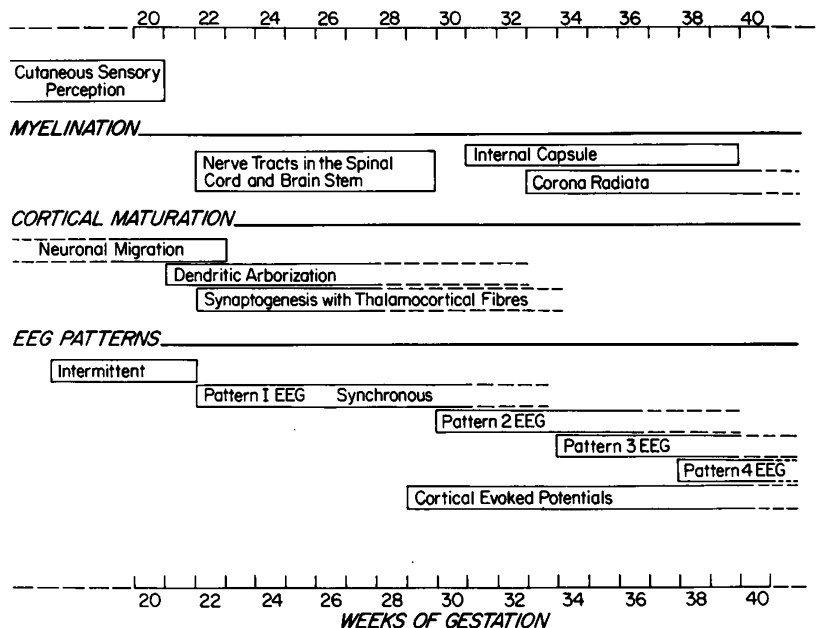 20 22 24 26 28 30 32 34 36 40
Cutaneous Sensory
Perception
MYELINATION
Nerve Tracts in the Spinal
Cord and Brain Stem
Internal Capsule
Corona Radiata
CORTICAL MATURATION
Neuronal Migration
Dendritic Arborization
Synaptogenesis with Thalamocortical Fibres
EEG PATTERNS
Intermittent
Pattern I EEG Synchronous
Pattern 2 EEG
Pattern 3 EEG
Pattern 4 EEG
Cortical Evoked Potentials
20 22 24 26 28 30 32 34 36 38 40
WEEKS OF GESTATION